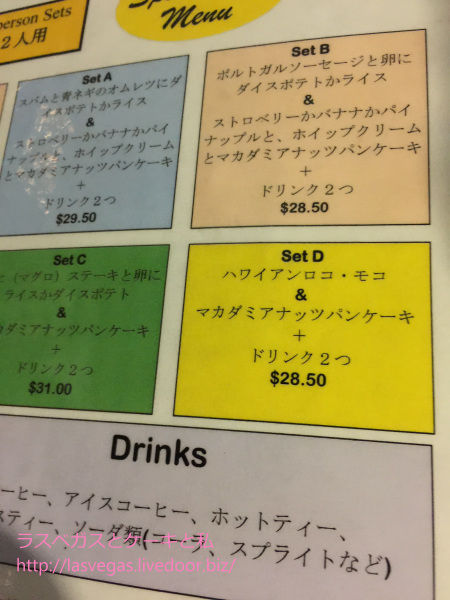 person Sets
2人用
Menu
Set A
スパムと青ネギのオムレツにダ
イスポテトかライス
&
ストロベリーかバナナかパイ
ナップルと、ホイップクリーム
とマカダミアナッツパンケーキ
+
ドリンク2つ
$29.50
Set B
ポルトガルソーセージと卵に
ダイスポテトかライス
&
ストロベリーかバナナかパイ
ナップルと、ホイップクリーム
とマカダミアナッツパンケーキ
+
ドリンク2つ
$28.50
Set C
(マグロ) ステーキと卵に
ライスかダイスポテト
&
カダミアナッツパンケーキ
+
ドリンク2つ
$31.00
Set D
ハワイアンロコ・モコ
&
マカダミアナッツパンケーキ
+
ドリンク2つ
$28.50
Drinks
ーヒー、アイスコーヒー、ホットティー、
スティー、ソーダ類(コーラ、スプライトなど)
ラスベガスとケーキと私
http://lasvegas.livedoor.biz/